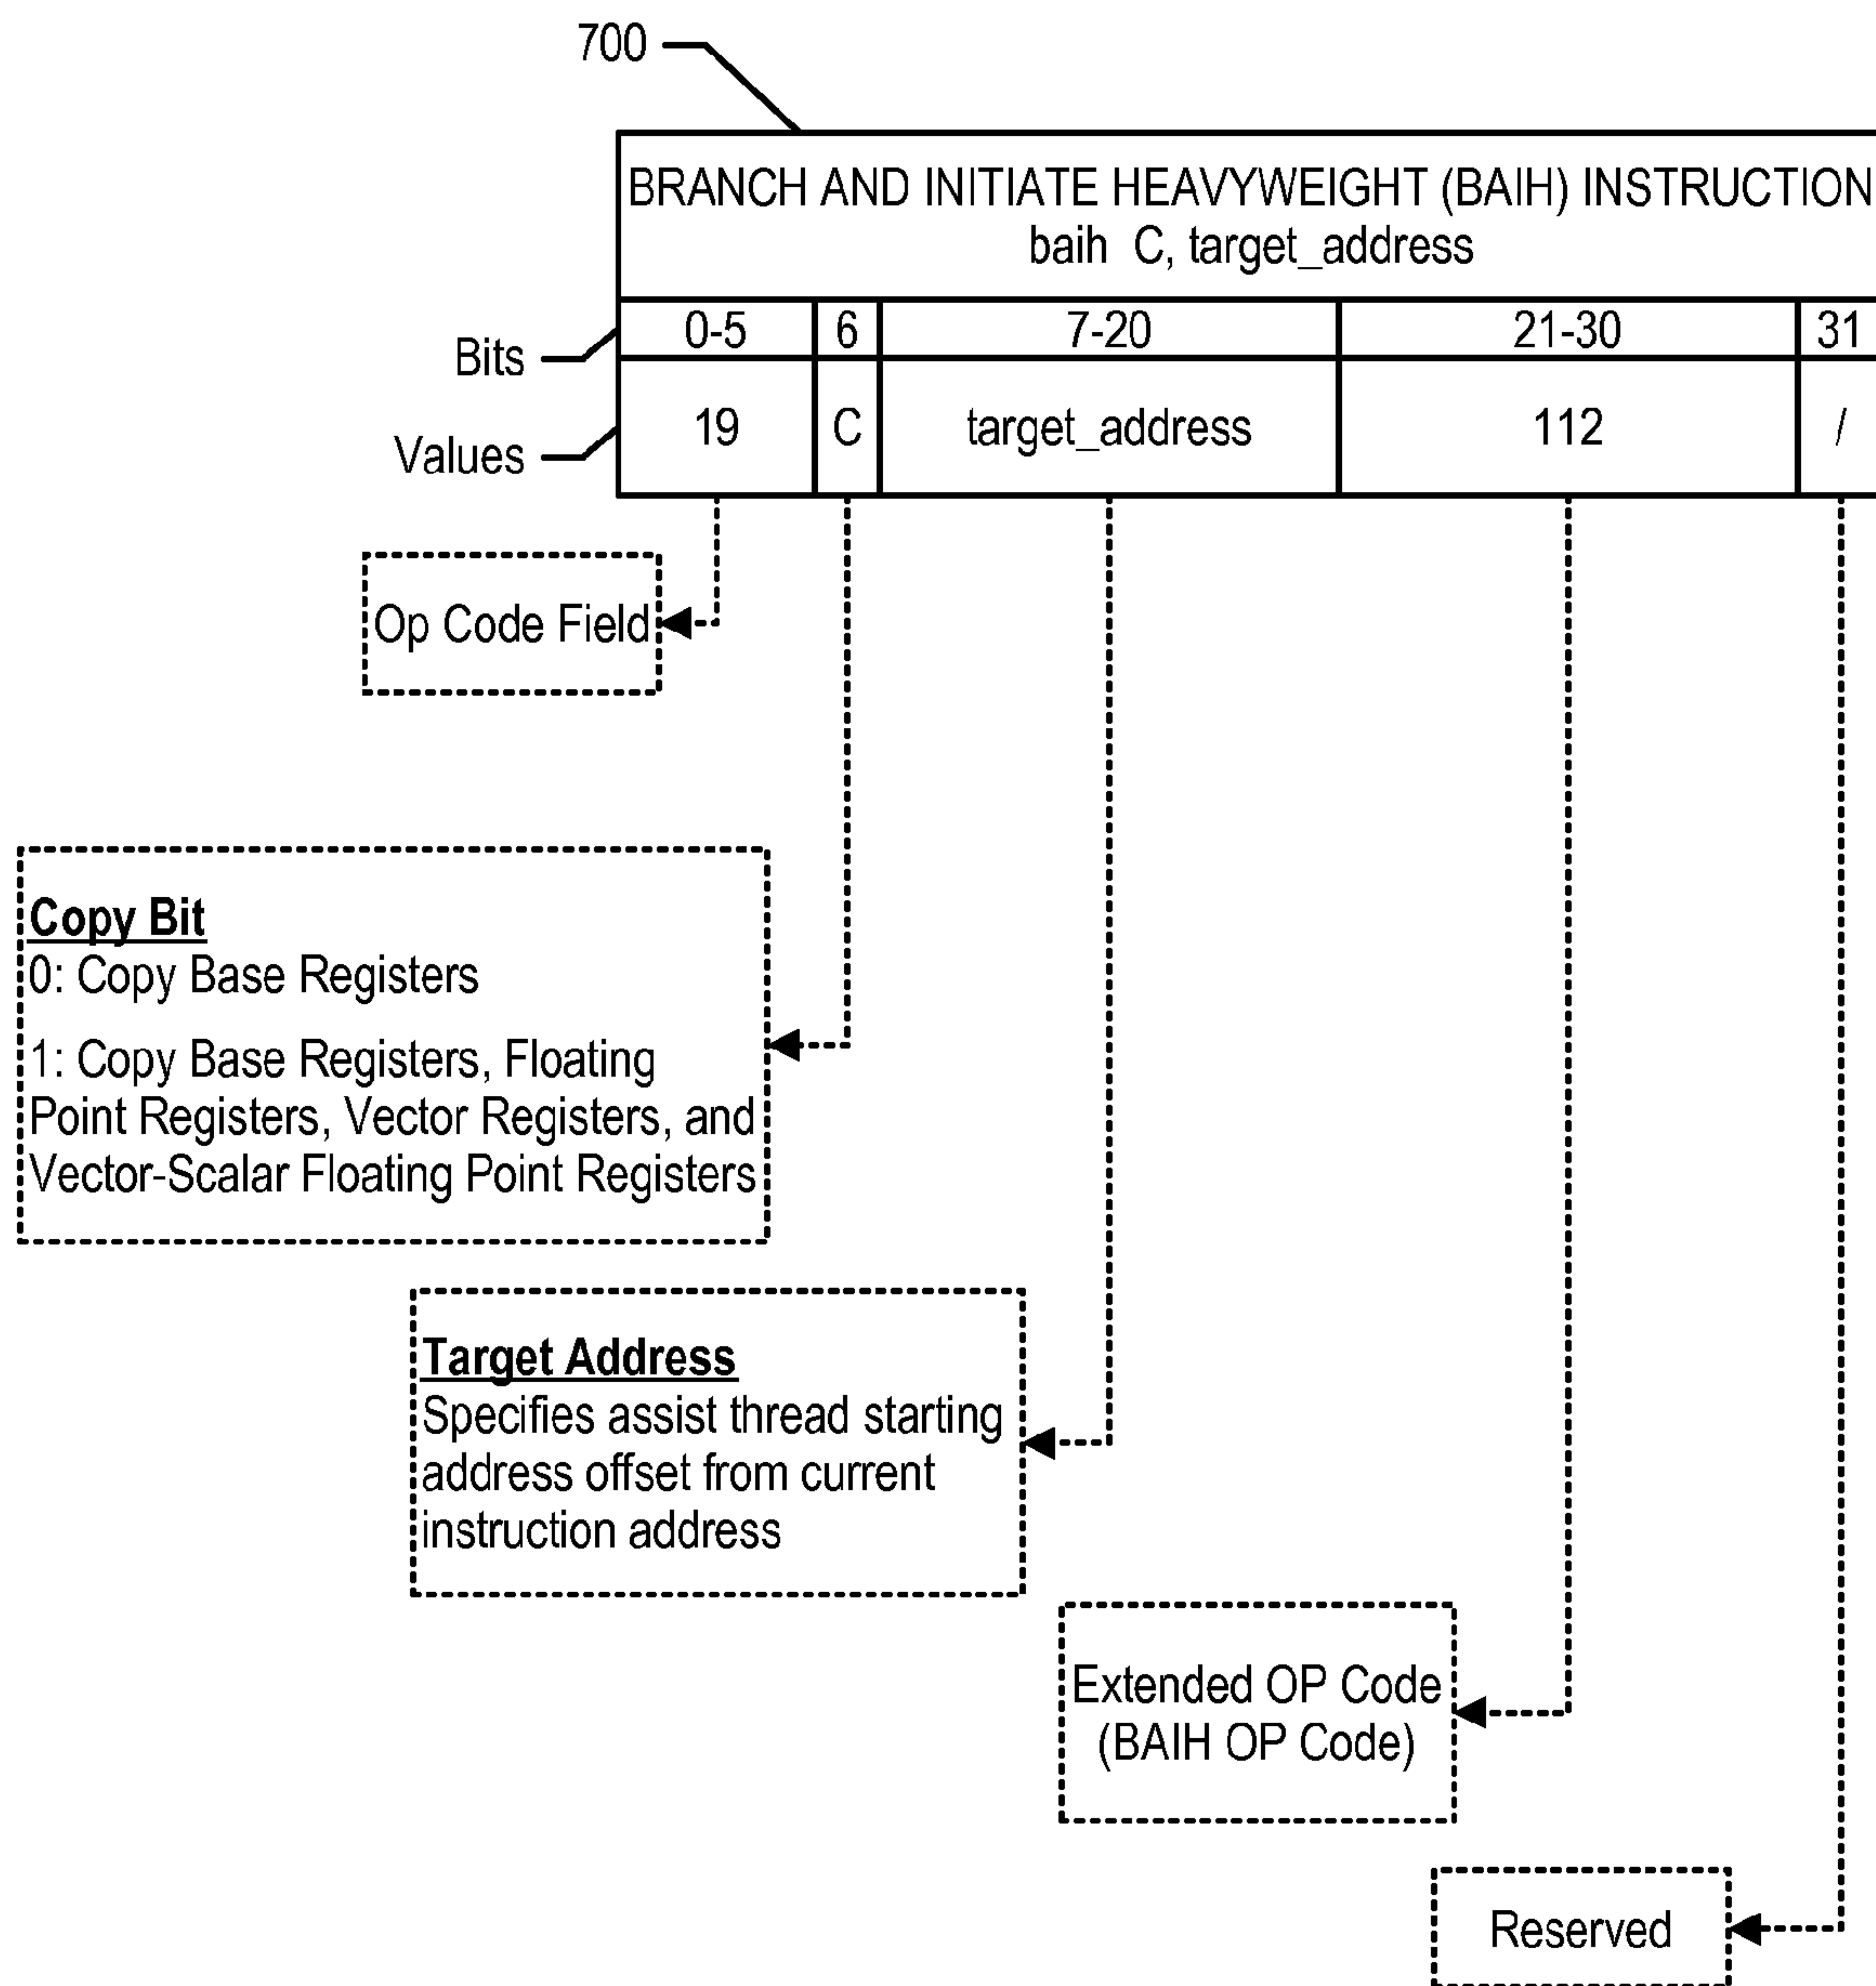 700
BRANCH AND INITIATE HEAVYWEIGHT (BAIH) INSTRUCTION
baih C, target_address
Bits
0-5 6 7-20 21-30 31
Values
19 C target_address 112 /
Op Code Field
Copy Bit
0: Copy Base Registers
1: Copy Base Registers, Floating
Point Registers, Vector Registers, and
Vector-Scalar Floating Point Registers
Target Address
Specifies assist thread starting
address offset from current
instruction address
Extended OP Code
(BAIH OP Code)
Reserved